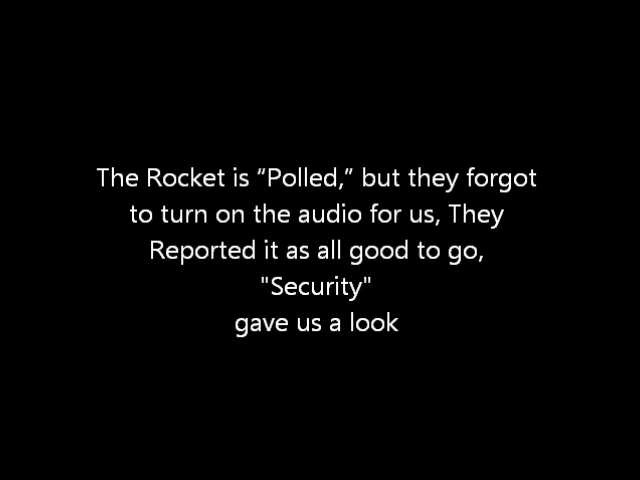 The Rocket is “Polled,” but they forgot
to turn on the audio for us, They
Reported it as all good to go,
"Security"
gave us a look